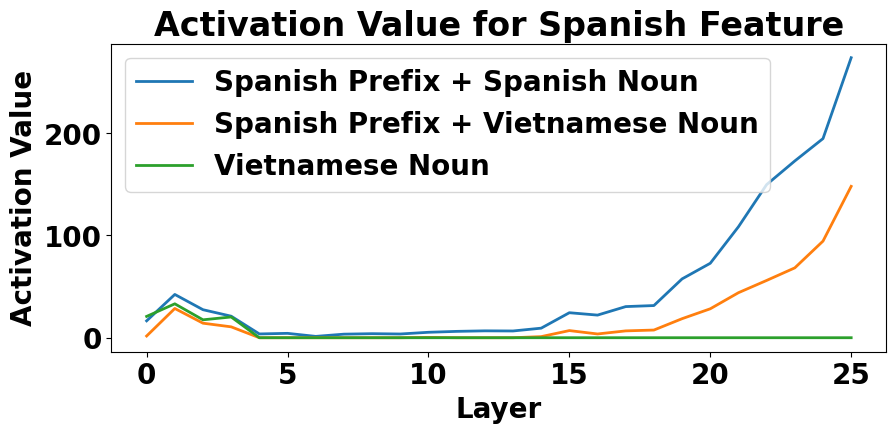 Activation Value for Spanish Feature
Spanish Prefix + Spanish Noun
Spanish Prefix + Vietnamese Noun
Vietnamese Noun
Activation Value
200
100
0
0 5 10 15 20 25
Layer